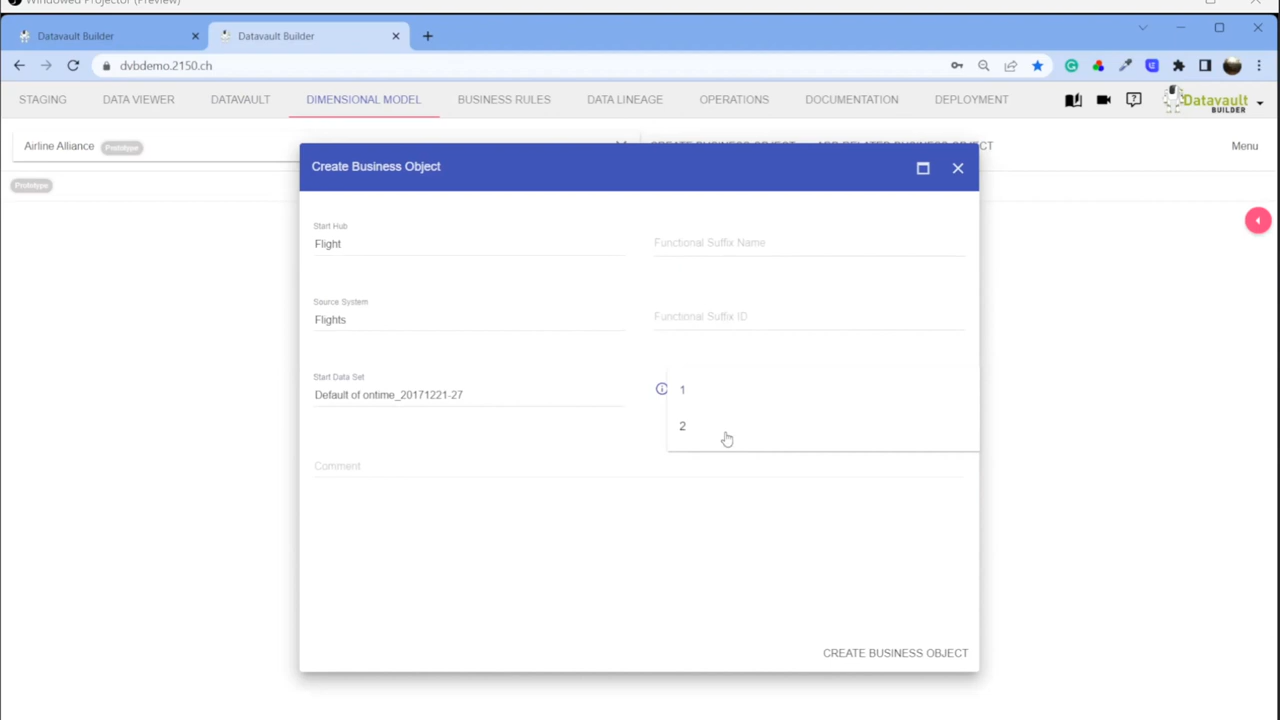 Windowed Projector (Preview)
Datavault Builder
Datavault Builder
dvbdemo.2150.ch
STAGING
DATA VIEWER
DATAVAULT
DIMENSIONAL MODEL
BUSINESS RULES
DATA LINEAGE
OPERATIONS
DOCUMENTATION
DEPLOYMENT
Datavault
BUILDER
Airline Alliance Prototype
CREATE BUSINESS OBJECT
ADD RELATED BUSINESS OBJECT
Menu
Prototype
Create Business Object
Start Hub
Flight
Functional Suffix Name
Source System
Flights
Functional Suffix ID
Start Data Set
Default of ontime_20171221-27
1
2
Comment
CREATE BUSINESS OBJECT